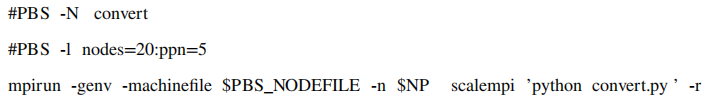 #PBS -N convert
#PBS -l nodes=20:ppn=5
mpirun -genv -machinefile $PBS_NODEFILE -n $NP scalempi ’python convert.py ’ -r